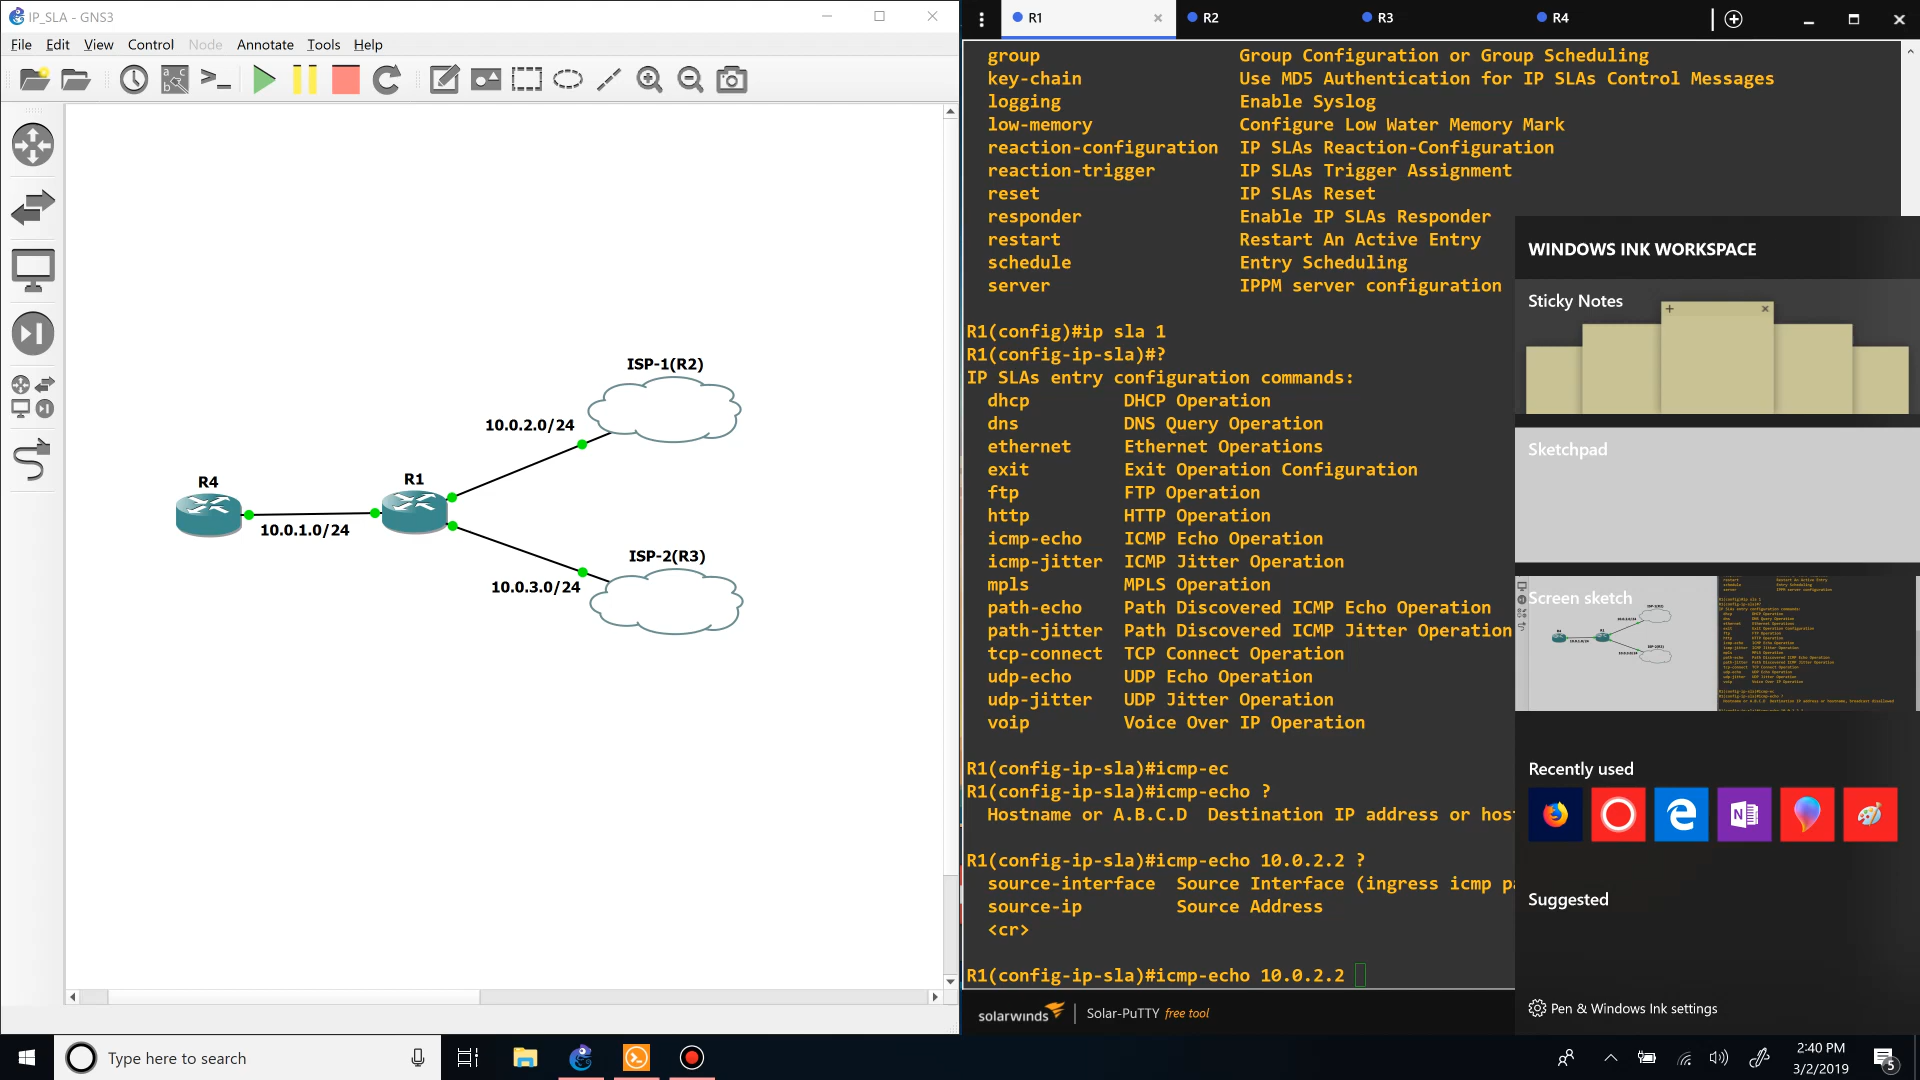 IP_SLA - GNS3
File Edit View Control Node Annotate Tools Help
ISP-1(R2)
10.0.2.0/24
R4
R1
10.0.1.0/24
ISP-2(R3)
10.0.3.0/24
R1
R2
R3
R4
group Group Configuration or Group Scheduling
key-chain Use MD5 Authentication for IP SLAs Control Messages
logging Enable Syslog
low-memory Configure Low Water Memory Mark
reaction-configuration IP SLAs Reaction-Configuration
reaction-trigger IP SLAs Trigger Assignment
reset IP SLAs Reset
responder Enable IP SLAs Responder
restart Restart An Active Entry
schedule Entry Scheduling
server IPPM server configuration
R1(config)#ip sla 1
R1(config-ip-sla)#?
IP SLAs entry configuration commands:
dhcp DHCP Operation
dns DNS Query Operation
ethernet Ethernet Operations
exit Exit Operation Configuration
ftp FTP Operation
http HTTP Operation
icmp-echo ICMP Echo Operation
icmp-jitter ICMP Jitter Operation
mpls MPLS Operation
path-echo Path Discovered ICMP Echo Operation
path-jitter Path Discovered ICMP Jitter Operation
tcp-connect TCP Connect Operation
udp-echo UDP Echo Operation
udp-jitter UDP Jitter Operation
voip Voice Over IP Operation
R1(config-ip-sla)#icmp-ec
R1(config-ip-sla)#icmp-echo ?
Hostname or A.B.C.D Destination IP address or hos
R1(config-ip-sla)#icmp-echo 10.0.2.2 ?
source-interface Source Interface (ingress icmp p
source-ip Source Address
<cr>
R1(config-ip-sla)#icmp-echo 10.0.2.2
solarwinds Solar-PuTTY free tool
WINDOWS INK WORKSPACE
Sticky Notes
Sketchpad
Screen sketch
Recently used
Suggested
Pen & Windows Ink settings
Type here to search
2:40 PM
3/2/2019
5